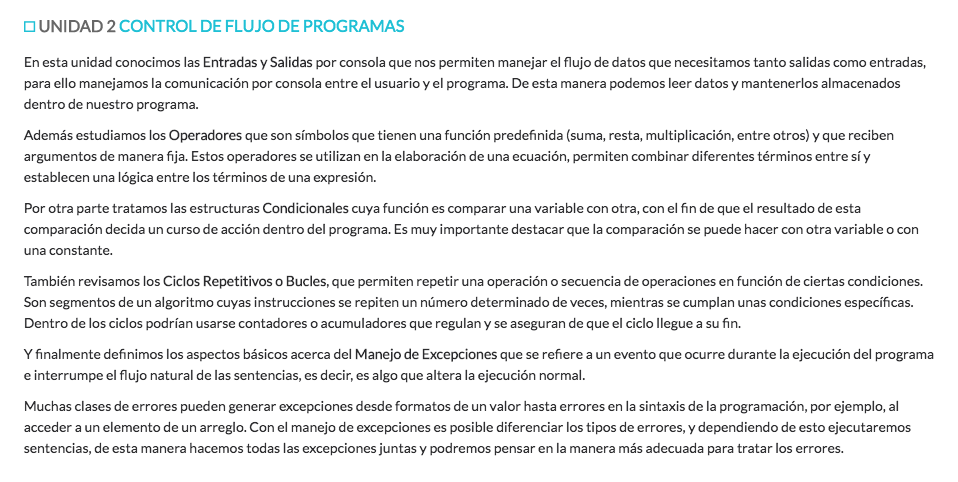 UNIDAD 2 CONTROL DE FLUJO DE PROGRAMAS
En esta unidad conocimos las Entradas y Salidas por consola que nos permiten manejar el flujo de datos que necesitamos tanto salidas como entradas,
para ello manejamos la comunicación por consola entre el usuario y el programa. De esta manera podemos leer datos y mantenerlos almacenados
dentro de nuestro programa.
Además estudiamos los Operadores que son símbolos que tienen una función predefinida (suma, resta, multiplicación, entre otros) y que reciben
argumentos de manera fija. Estos operadores se utilizan en la elaboración de una ecuación, permiten combinar diferentes términos entre sí y
establecen una lógica entre los términos de una expresión.
Por otra parte tratamos las estructuras Condicionales cuya función es comparar una variable con otra, con el fin de que el resultado de esta
comparación decida un curso de acción dentro del programa. Es muy importante destacar que la comparación se puede hacer con otra variable o con
una constante.
También revisamos los Ciclos Repetitivos o Bucles, que permiten repetir una operación o secuencia de operaciones en función de ciertas condiciones.
Son segmentos de un algoritmo cuyas instrucciones se repiten un número determinado de veces, mientras se cumplan unas condiciones específicas.
Dentro de los ciclos podrían usarse contadores o acumuladores que regulan y se aseguran de que el ciclo llegue a su fin.
Y finalmente definimos los aspectos básicos acerca del Manejo de Excepciones que se refiere a un evento que ocurre durante la ejecución del programa
e interrumpe el flujo natural de las sentencias, es decir, es algo que altera la ejecución normal.
Muchas clases de errores pueden generar excepciones desde formatos de un valor hasta errores en la sintaxis de la programación, por ejemplo, al
acceder a un elemento de un arreglo. Con el manejo de excepciones es posible diferenciar los tipos de errores, y dependiendo de esto ejecutaremos
sentencias, de esta manera hacemos todas las excepciones juntas y podremos pensar en la manera más adecuada para tratar los errores.